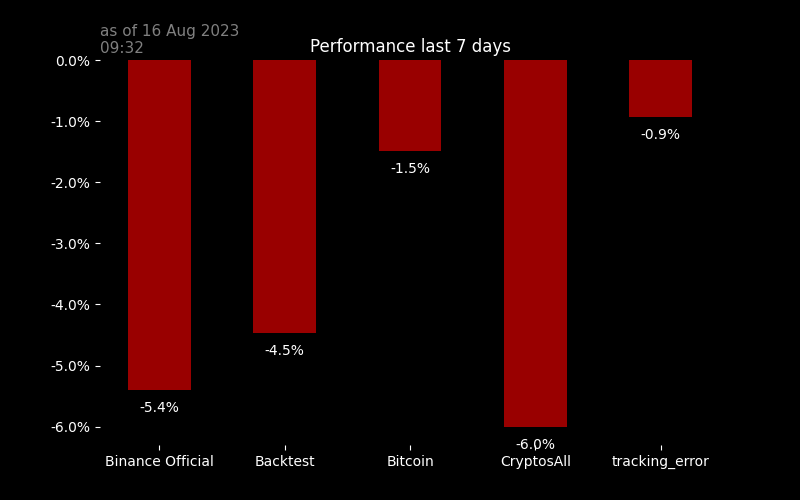 as of 16 Aug 2023
09:32
Performance last 7 days
0.0%
-1.0%
-2.0%
-3.0%
-4.0%
-5.0%
-6.0%
-5.4%
-4.5%
-1.5%
-6.0%
-0.9%
Binance Official
Backtest
Bitcoin
CryptosAll
tracking_error